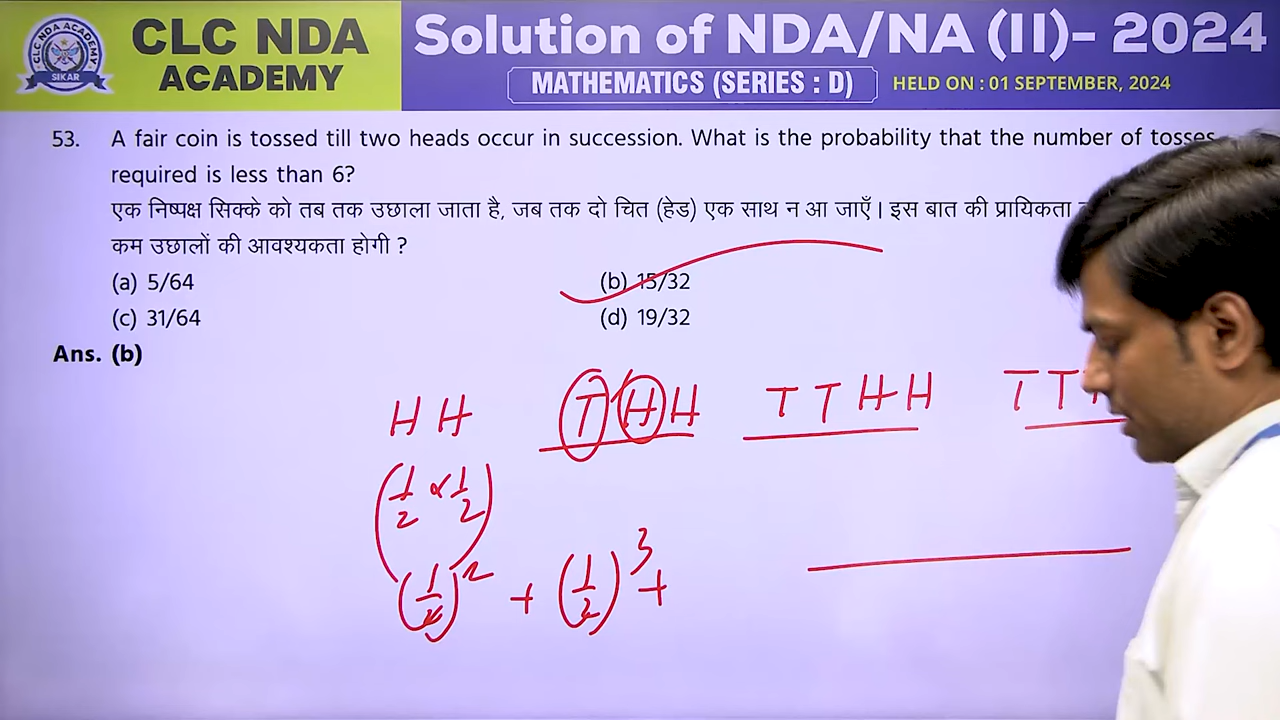 CLC NDA ACADEMY
SIKAR
CLC NDA
ACADEMY
Solution of NDA/NA (II)- 2024
MATHEMATICS (SERIES : D)
HELD ON : 01 SEPTEMBER, 2024
53. A fair coin is tossed till two heads occur in succession. What is the probability that the number of tosses
required is less than 6?
एक निष्पक्ष सिक्के को तब तक उछाला जाता है, जब तक दो चित (हेड) एक साथ न आ जाएँ। इस बात की प्रायिकता
कम उछालों की आवश्यकता होगी ?
(a) 5/64 (b) 15/32
(c) 31/64 (d) 19/32
Ans. (b)
H H T H H T T H H T T
(1/2 × 1/2)
(1/2)² + (1/2)³ +